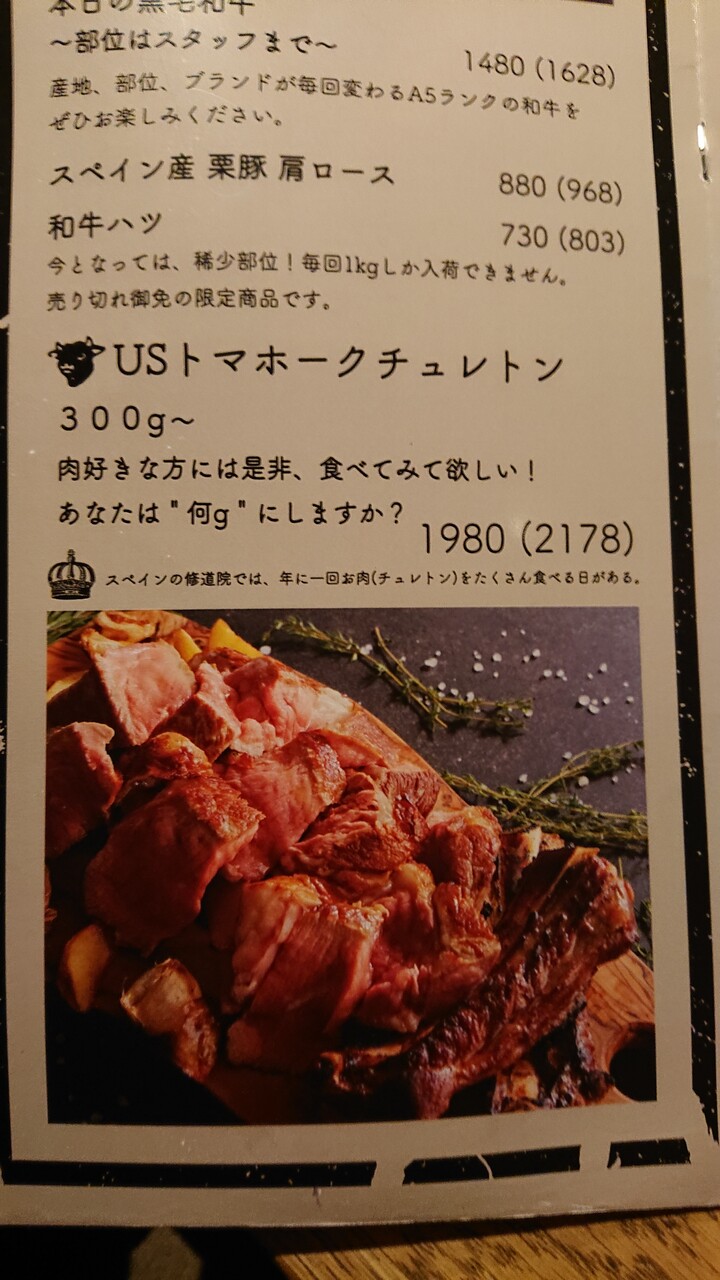 本日の黒毛和牛
～部位はスタッフまで～
1480 (1628)
産地、部位、ブランドが毎回変わるA5ランクの和牛を
ぜひお楽しみください。
スペイン産 栗豚 肩ロース
880 (968)
和牛ハツ
730 (803)
今となっては、稀少部位！毎回1kgしか入荷できません。
売り切れ御免の限定商品です。
USトマホークチュレトン
３００g～
肉好きな方には是非、食べてみて欲しい！
あなたは＂何g＂にしますか？
1980 (2178)
スペインの修道院では、年に一回お肉(チュレトン)をたくさん食べる日がある。